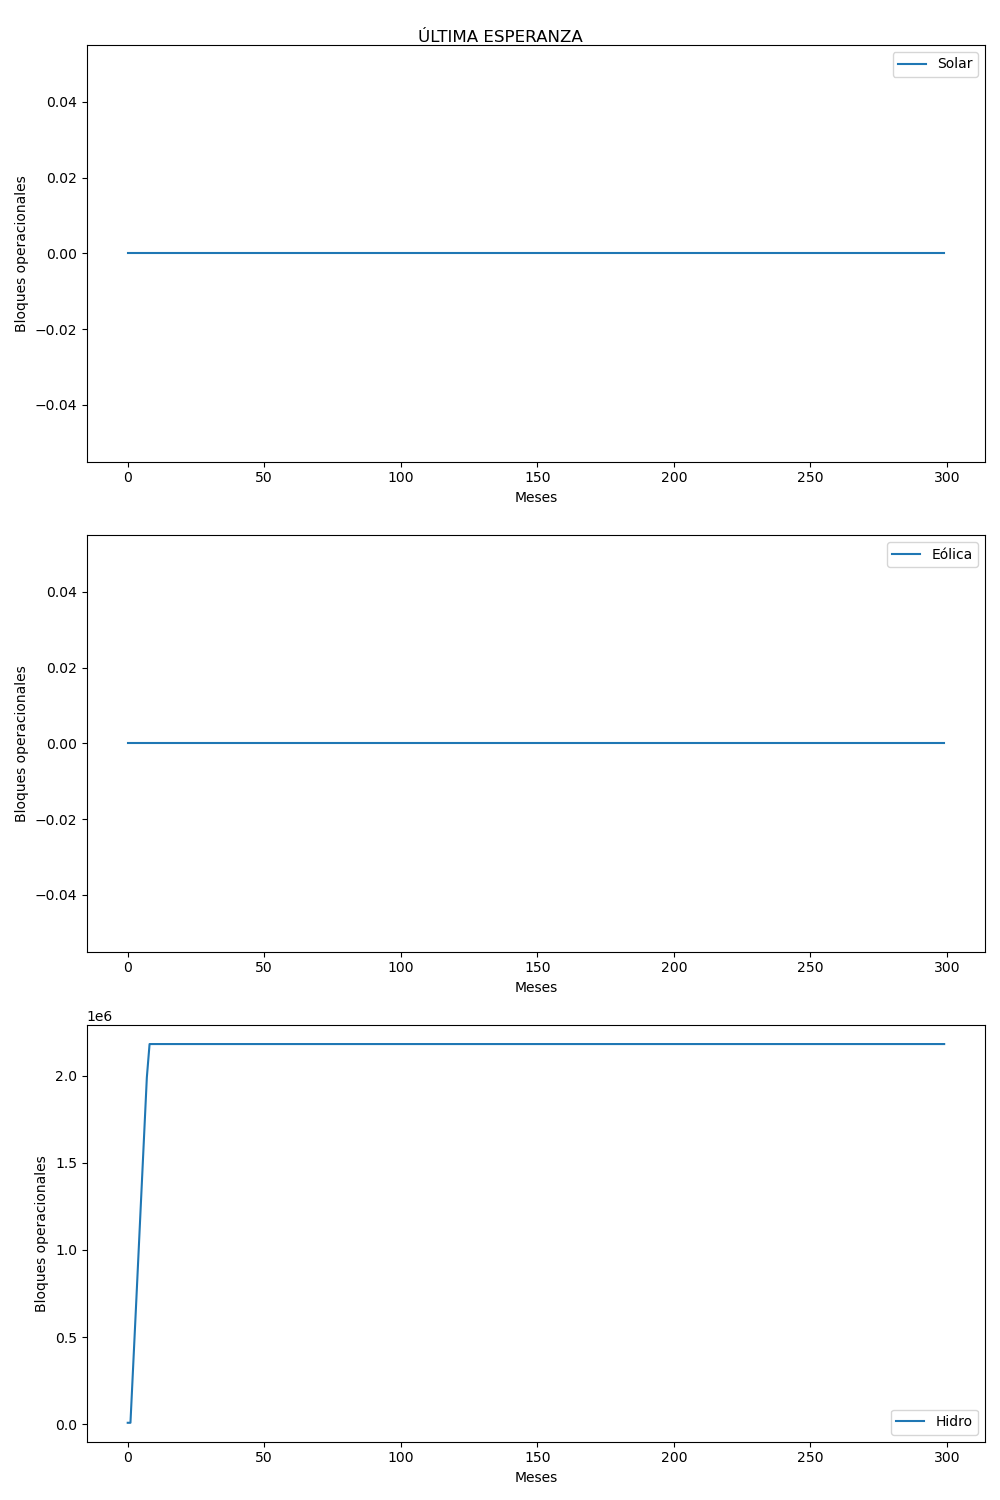 ÚLTIMA ESPERANZA
Solar
0.04
0.02
0.00
−0.02
−0.04
Bloques operacionales
0 50 100 150 200 250 300
Meses
Eólica
0.04
0.02
0.00
−0.02
−0.04
Bloques operacionales
0 50 100 150 200 250 300
Meses
1e6
2.0
1.5
1.0
0.5
0.0
Bloques operacionales
Hidro
0 50 100 150 200 250 300
Meses